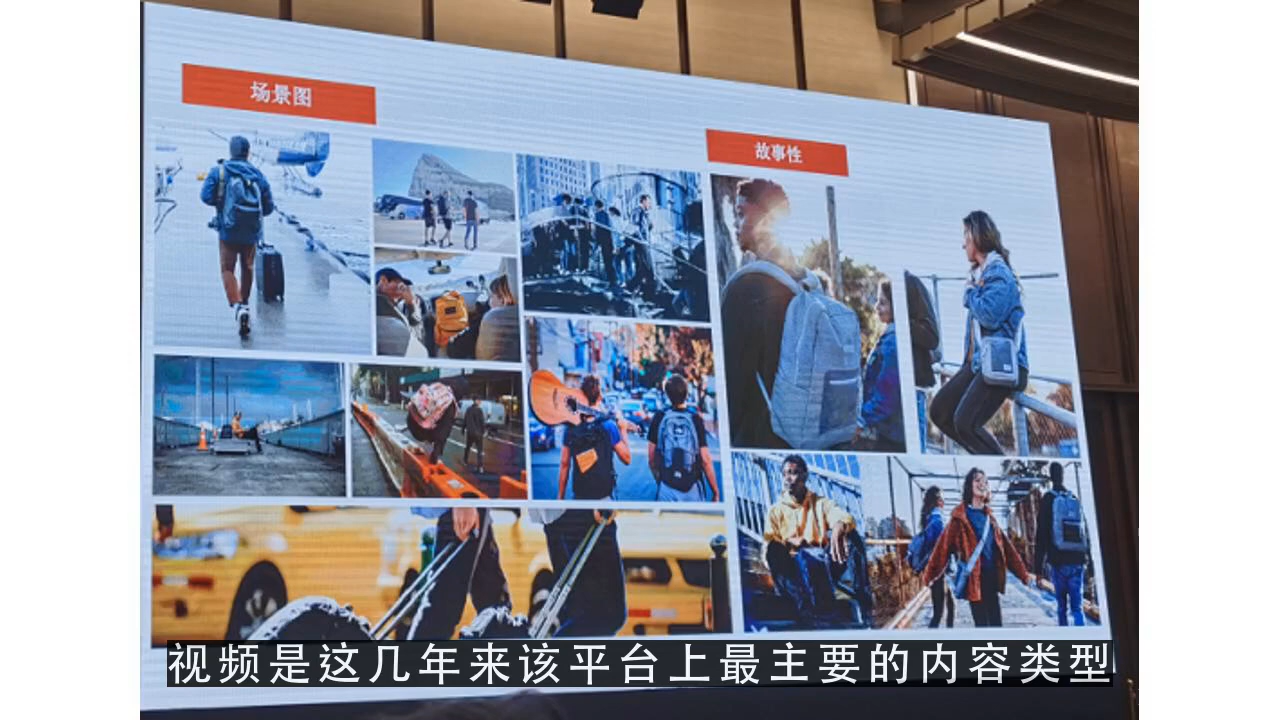 场景图
故事性
视频是这几年来该平台上最主要的内容类型